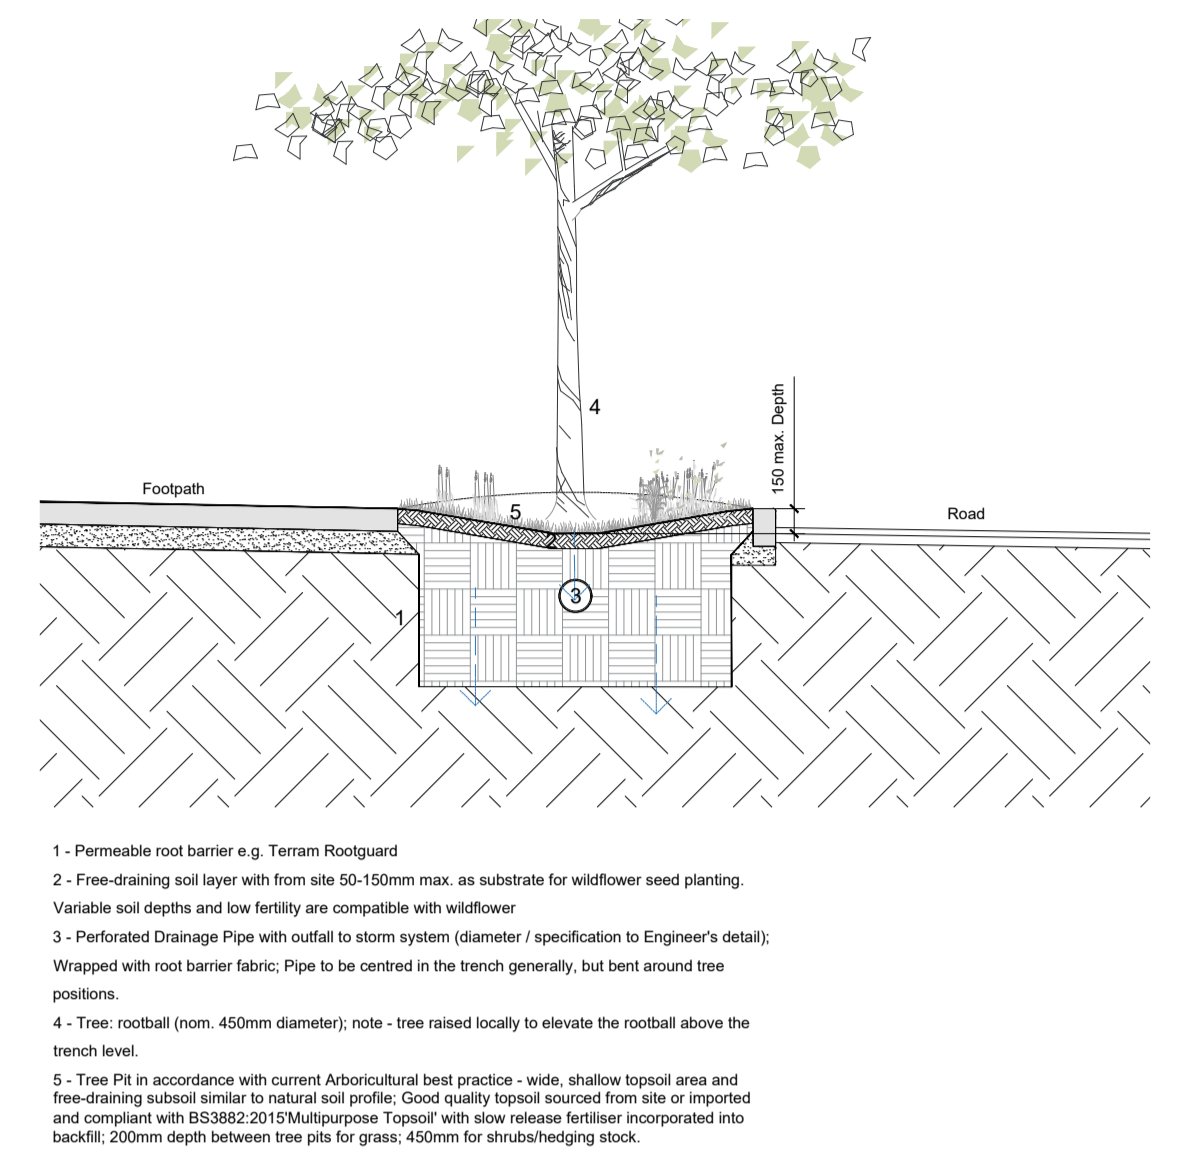 4
150 max. Depth
Footpath
5
Road
2
3
1
1 - Permeable root barrier e.g. Terram Rootguard
2 - Free-draining soil layer with from site 50-150mm max. as substrate for wildflower seed planting.
Variable soil depths and low fertility are compatible with wildflower
3 - Perforated Drainage Pipe with outfall to storm system (diameter / specification to Engineer's detail);
Wrapped with root barrier fabric; Pipe to be centred in the trench generally, but bent around tree
positions.
4 - Tree: rootball (nom. 450mm diameter); note - tree raised locally to elevate the rootball above the
trench level.
5 - Tree Pit in accordance with current Arboricultural best practice - wide, shallow topsoil area and
free-draining subsoil similar to natural soil profile; Good quality topsoil sourced from site or imported
and compliant with BS3882:2015'Multipurpose Topsoil' with slow release fertiliser incorporated into
backfill; 200mm depth between tree pits for grass; 450mm for shrubs/hedging stock.